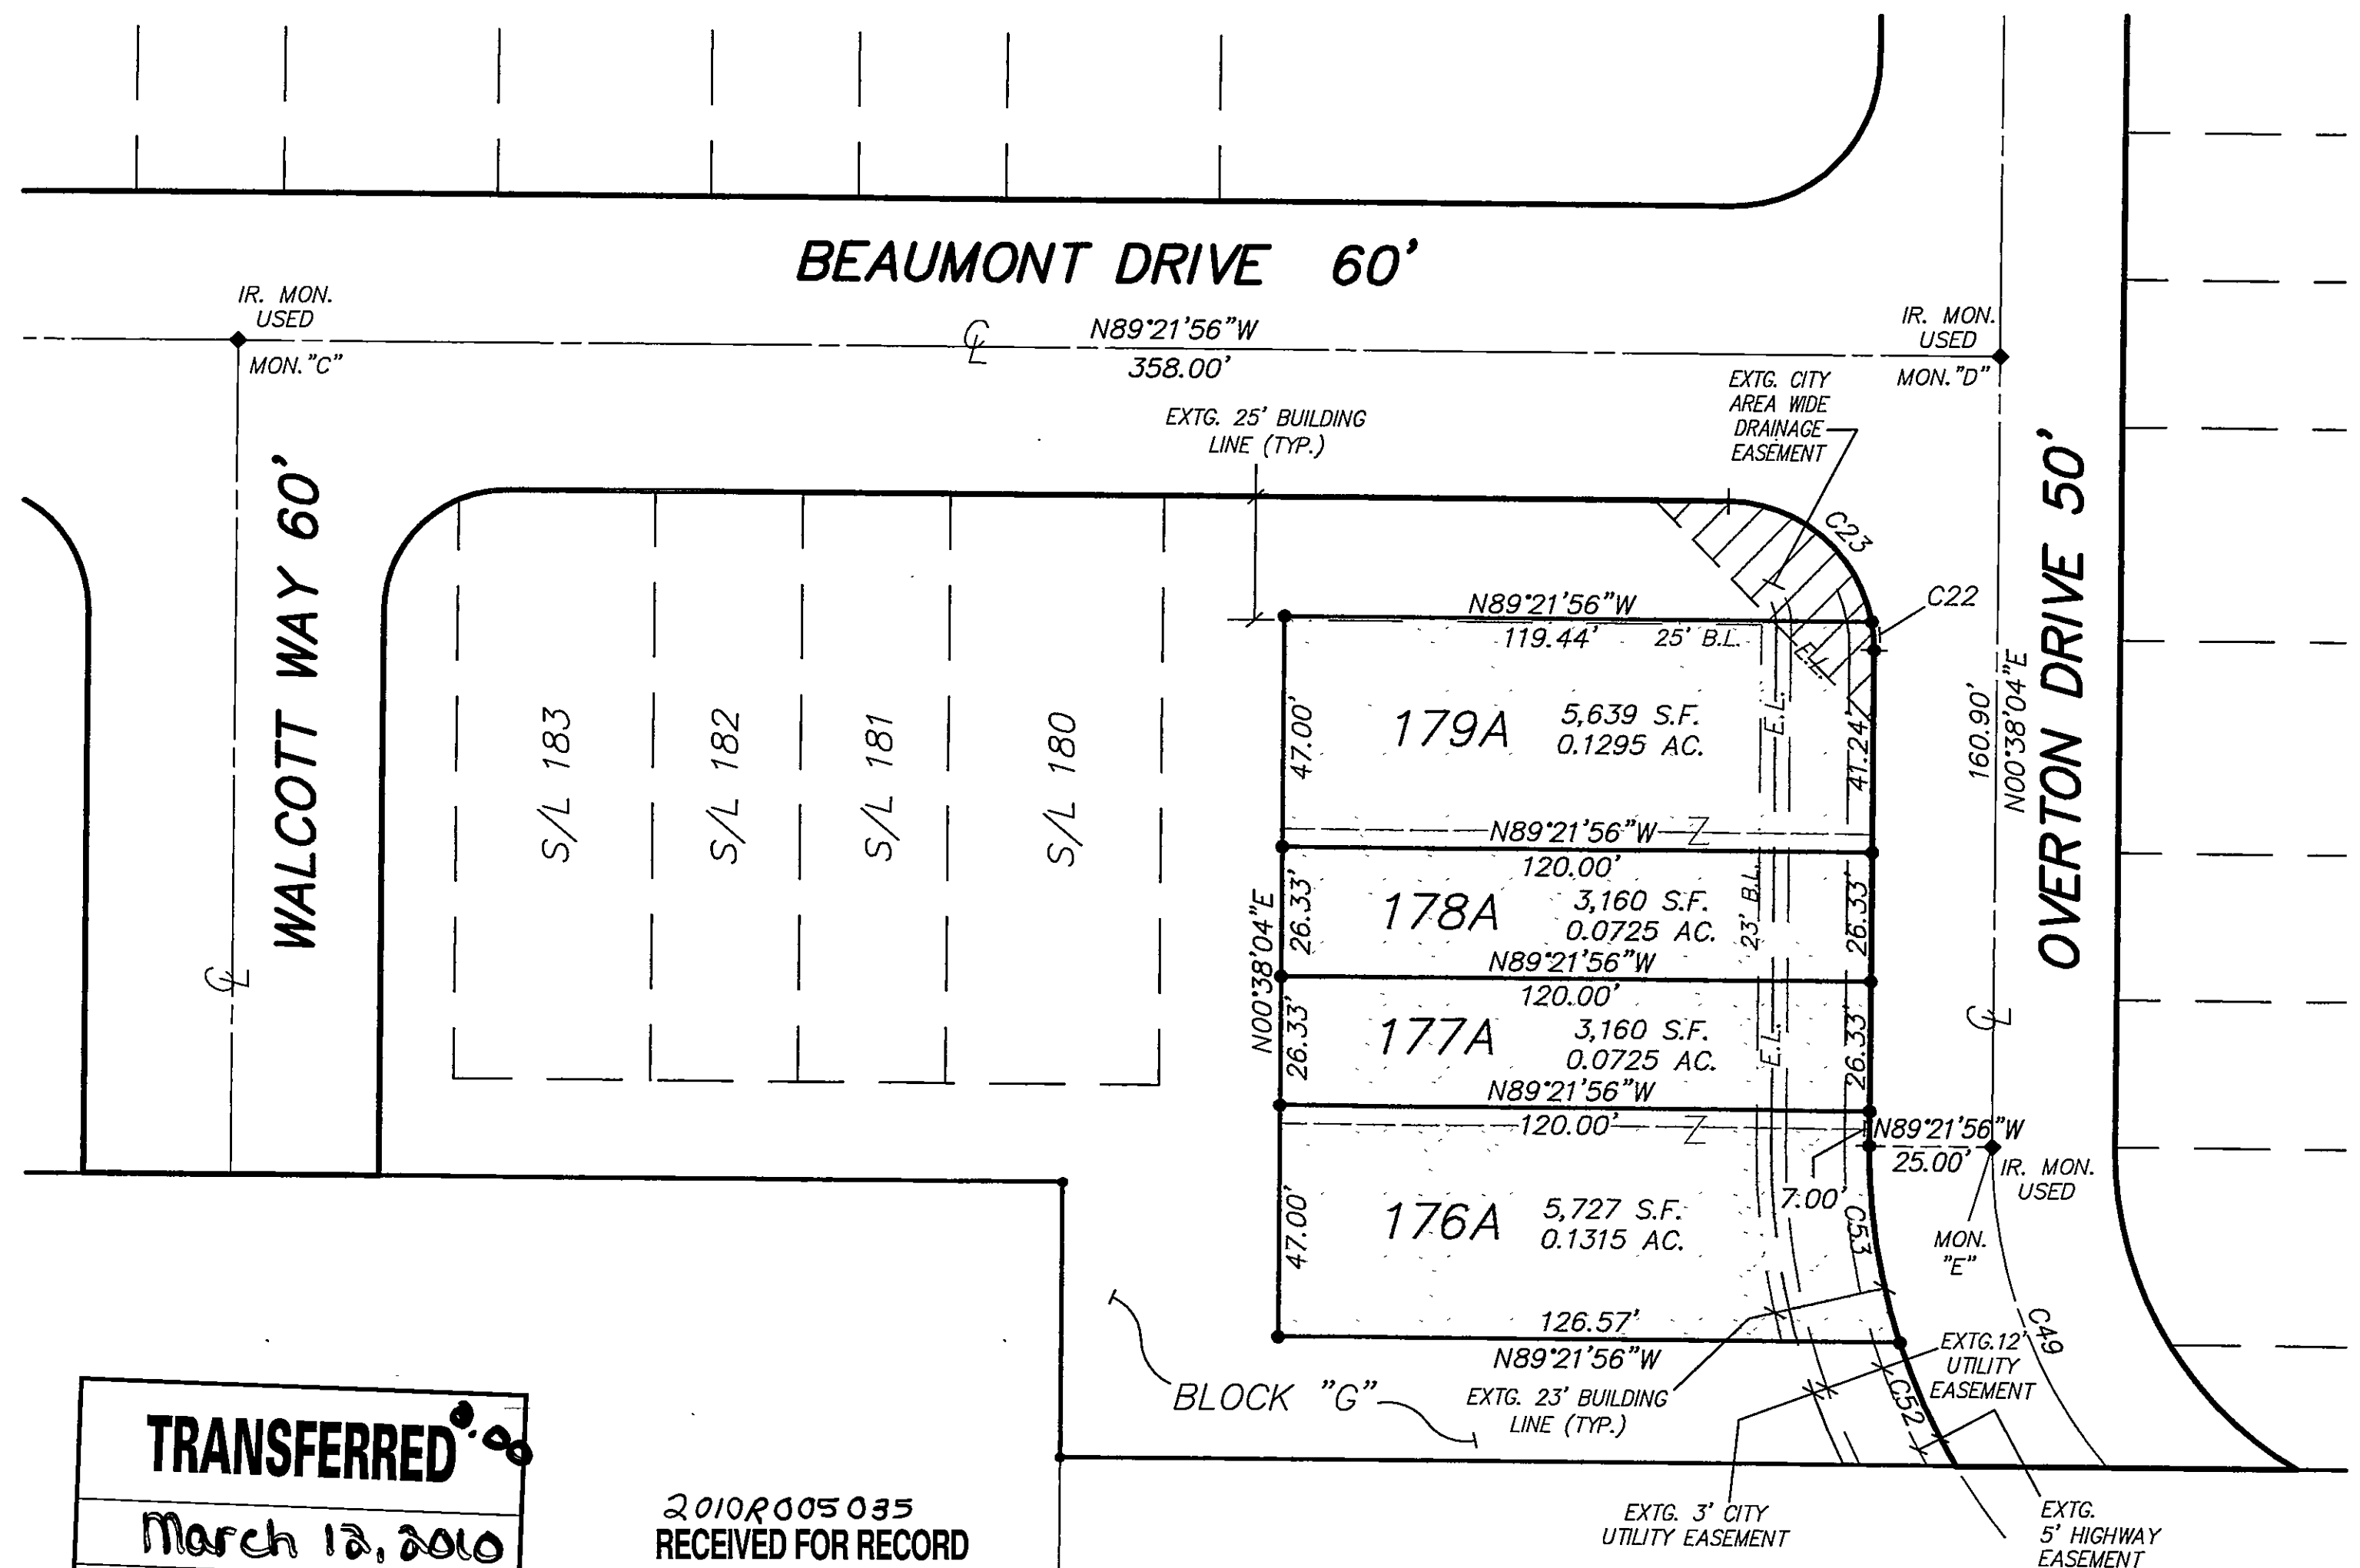 BEAUMONT DRIVE 60'
IR. MON.
USED
MON. "C"
C͟L
N89°21'56"W
358.00'
IR. MON.
USED
MON. "D"
EXTG. CITY
AREA WIDE
DRAINAGE
EASEMENT
EXTG. 25' BUILDING
LINE (TYP.)
WALCOTT WAY 60'
CL
OVERTON DRIVE 50'
160.90'
N00°38'04"E
CL
C23
C22
S/L 183
S/L 182
S/L 181
S/L 180
N89°21'56"W
119.44'
25' B.L.
E.L.
E.L.
47.00'
179A
5,639 S.F.
0.1295 AC.
41.24'
N89°21'56"W
Z
120.00'
N00°38'04"E
26.33'
178A
3,160 S.F.
0.0725 AC.
23' B.L.
26.33'
N89°21'56"W
120.00'
26.33'
177A
3,160 S.F.
0.0725 AC.
E.L.
26.33'
N89°21'56"W
120.00'
Z
N89°21'56"W
25.00'
IR. MON.
USED
MON.
"E"
7.00'
47.00'
176A
5,727 S.F.
0.1315 AC.
C53
126.57'
N89°21'56"W
C49
C52
BLOCK "G"
EXTG. 23' BUILDING
LINE (TYP.)
EXTG.12'
UTILITY
EASEMENT
EXTG. 3' CITY
UTILITY EASEMENT
EXTG.
5' HIGHWAY
EASEMENT
TRANSFERRED
March 12, 2010
2010R005035
RECEIVED FOR RECORD